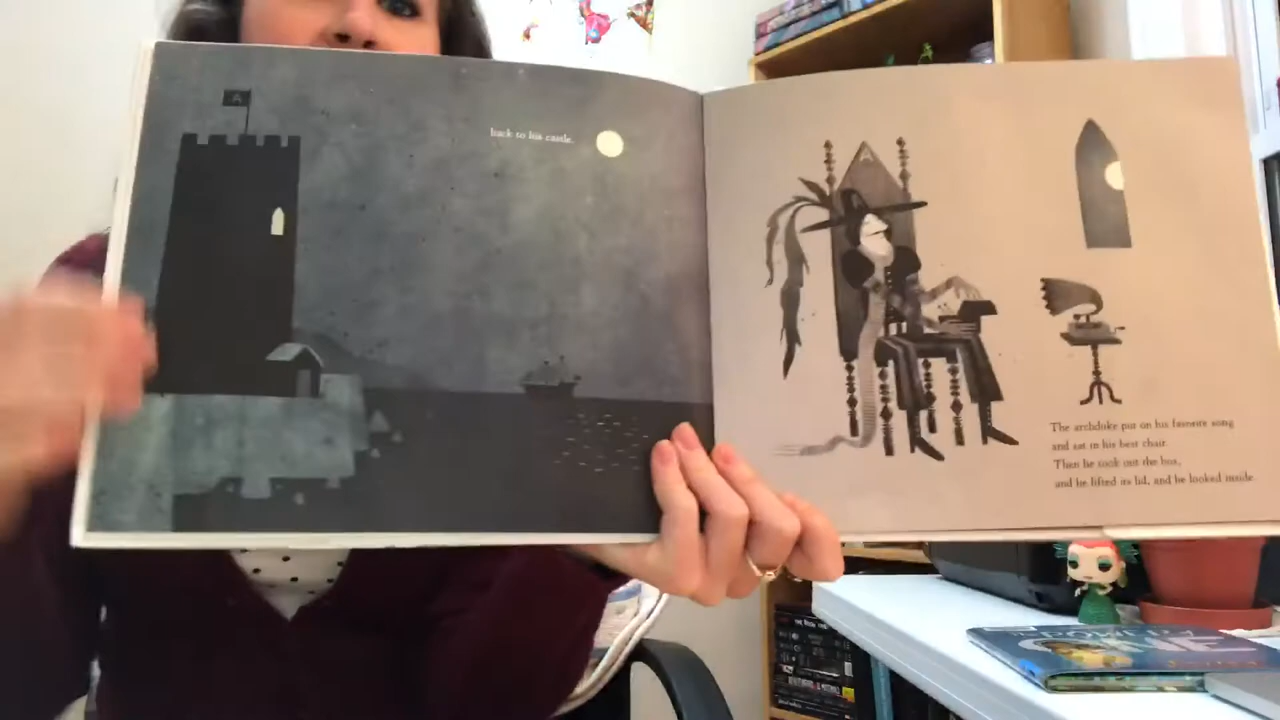 back to his castle.
The archduke put on his favorite song
and sat in his best chair.
Then he took out the box,
and he lifted its lid, and he looked inside.